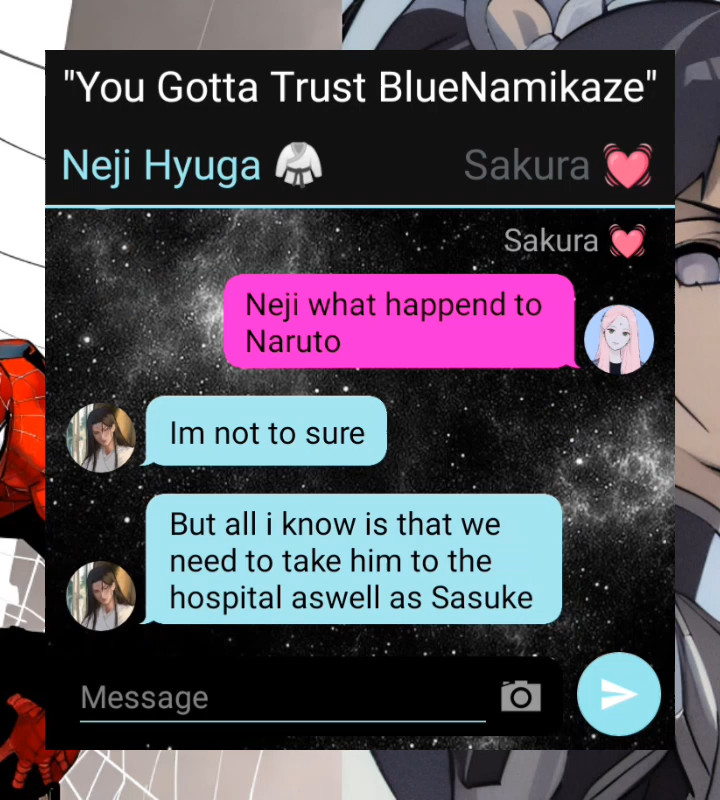 "You Gotta Trust BlueNamikaze"
Neji Hyuga 🥋 Sakura 💓
Sakura 💓
Neji what happend to
Naruto
Im not to sure
But all i know is that we
need to take him to the
hospital aswell as Sasuke
Message